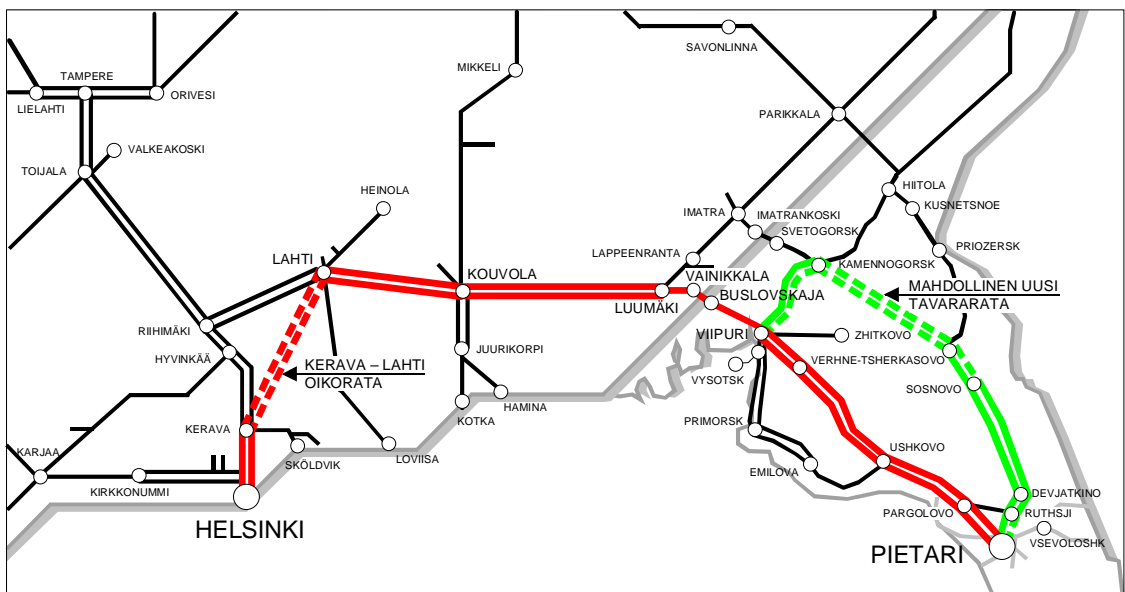 SAVONLINNA
TAMPERE
MIKKELI
LIELAHTI
ORIVESI
PARIKKALA
VALKEAKOSKI
TOIJALA
HEINOLA
HIITOLA
KUSNETSNOE
IMATRA
IMATRANKOSKI
SVETOGORSK
PRIOZERSK
LAPPEENRANTA
LAHTI
KAMENNOGORSK
KOUVOLA
VAINIKKALA
MAHDOLLINEN UUSI
TAVARARATA
BUSLOVSKAJA
LUUMÄKI
RIIHIMÄKI
VIIPURI
ZHITKOVO
HYVINKÄÄ
JUURIKORPI
VERHNE-TSHERKASOVO
KERAVA – LAHTI
OIKORATA
VYSOTSK
SOSNOVO
HAMINA
KOTKA
PRIMORSK
KERAVA
KARJAA
SKÖLDVIK
LOVIISA
USHKOVO
EMILOVA
KIRKKONUMMI
DEVJATKINO
PARGOLOVO
RUTHSJI
HELSINKI
VSEVOLOSHK
PIETARI